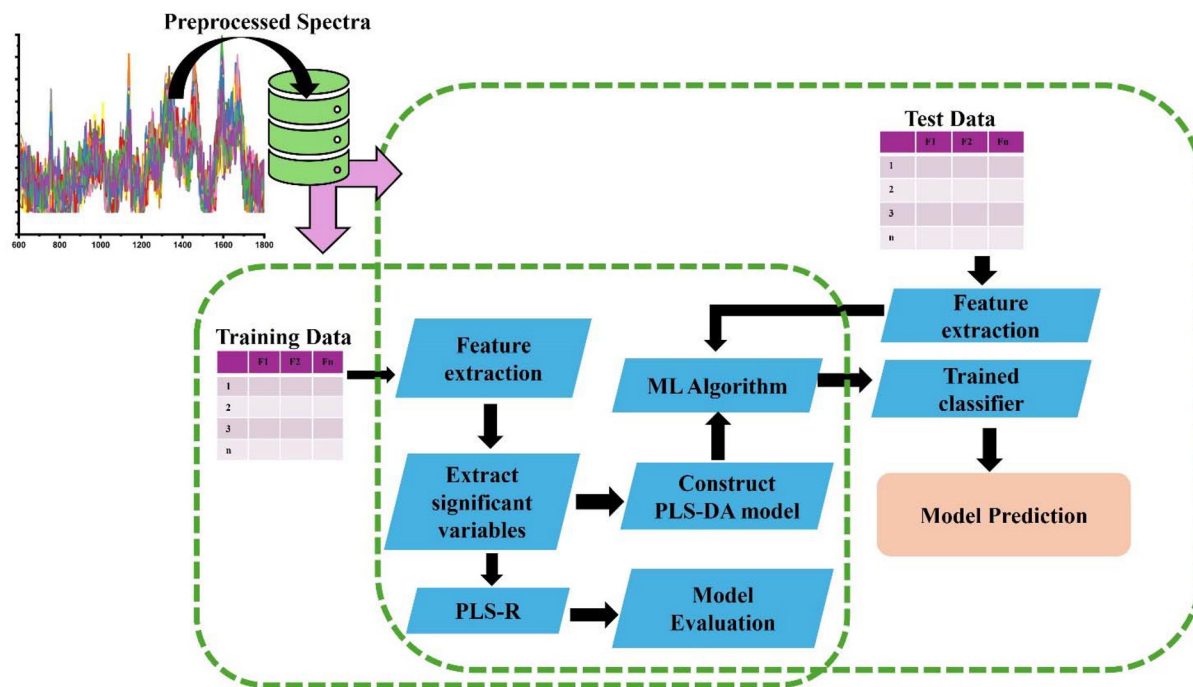 Preprocessed Spectra
600 800 1000 1200 1400 1600 1800
Test Data
F1 F2 Fn
1
2
3
n
Feature
extraction
Training Data
F1 F2 Fn
1
2
3
n
Feature
extraction
ML Algorithm
Trained
classifier
Extract
significant
variables
Construct
PLS-DA model
Model Prediction
PLS-R
Model
Evaluation